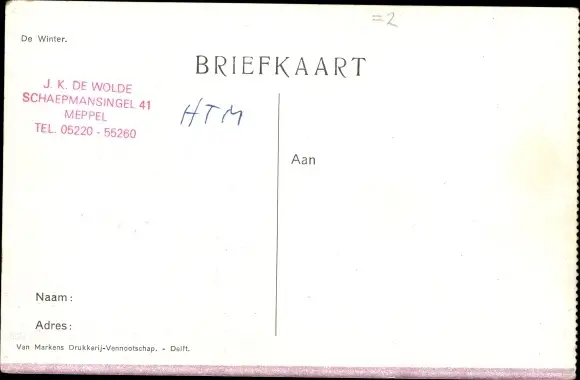 =2
De Winter.
BRIEFKAART
J. K. DE WOLDE
SCHAEPMANSINGEL 41
MEPPEL
TEL. 05220 - 55260
HTM
Aan
Naam:
Adres:
Van Markens Drukkerij-Vennootschap. - Delft.